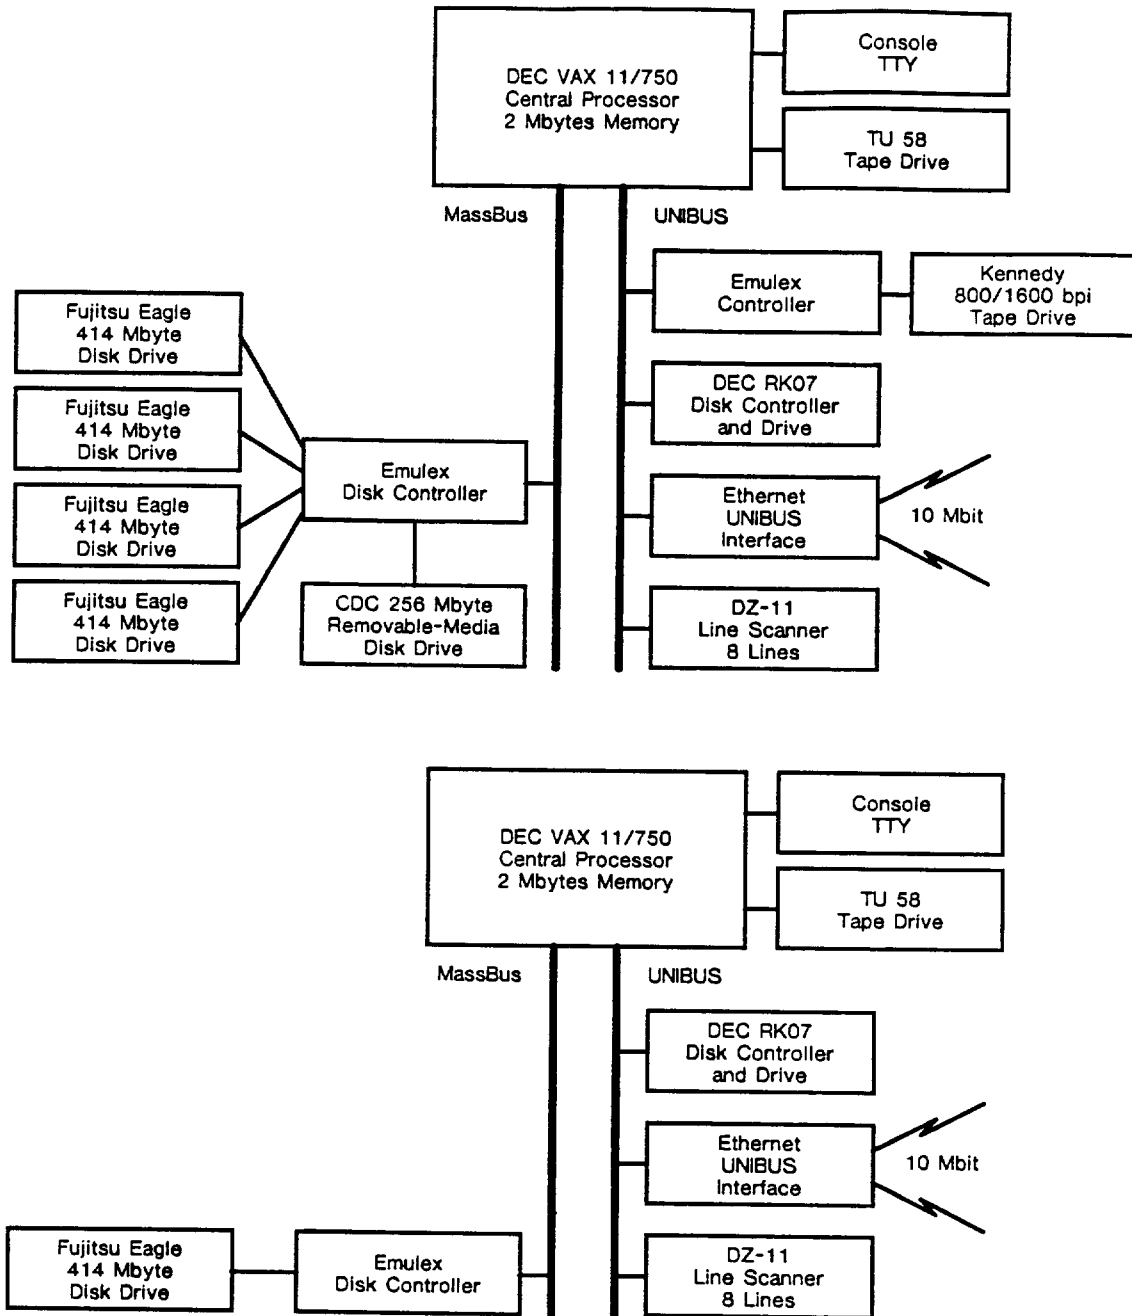 DEC VAX 11/750
Central Processor
2 Mbytes Memory
Console
TTY
TU 58
Tape Drive
MassBus
UNIBUS
Emulex
Controller
Kennedy
800/1600 bpi
Tape Drive
Fujitsu Eagle
414 Mbyte
Disk Drive
Fujitsu Eagle
414 Mbyte
Disk Drive
Fujitsu Eagle
414 Mbyte
Disk Drive
Fujitsu Eagle
414 Mbyte
Disk Drive
Emulex
Disk Controller
CDC 256 Mbyte
Removable-Media
Disk Drive
DEC RK07
Disk Controller
and Drive
Ethernet
UNIBUS
Interface
10 Mbit
DZ-11
Line Scanner
8 Lines
DEC VAX 11/750
Central Processor
2 Mbytes Memory
Console
TTY
TU 58
Tape Drive
MassBus
UNIBUS
DEC RK07
Disk Controller
and Drive
Ethernet
UNIBUS
Interface
10 Mbit
Fujitsu Eagle
414 Mbyte
Disk Drive
Emulex
Disk Controller
DZ-11
Line Scanner
8 Lines